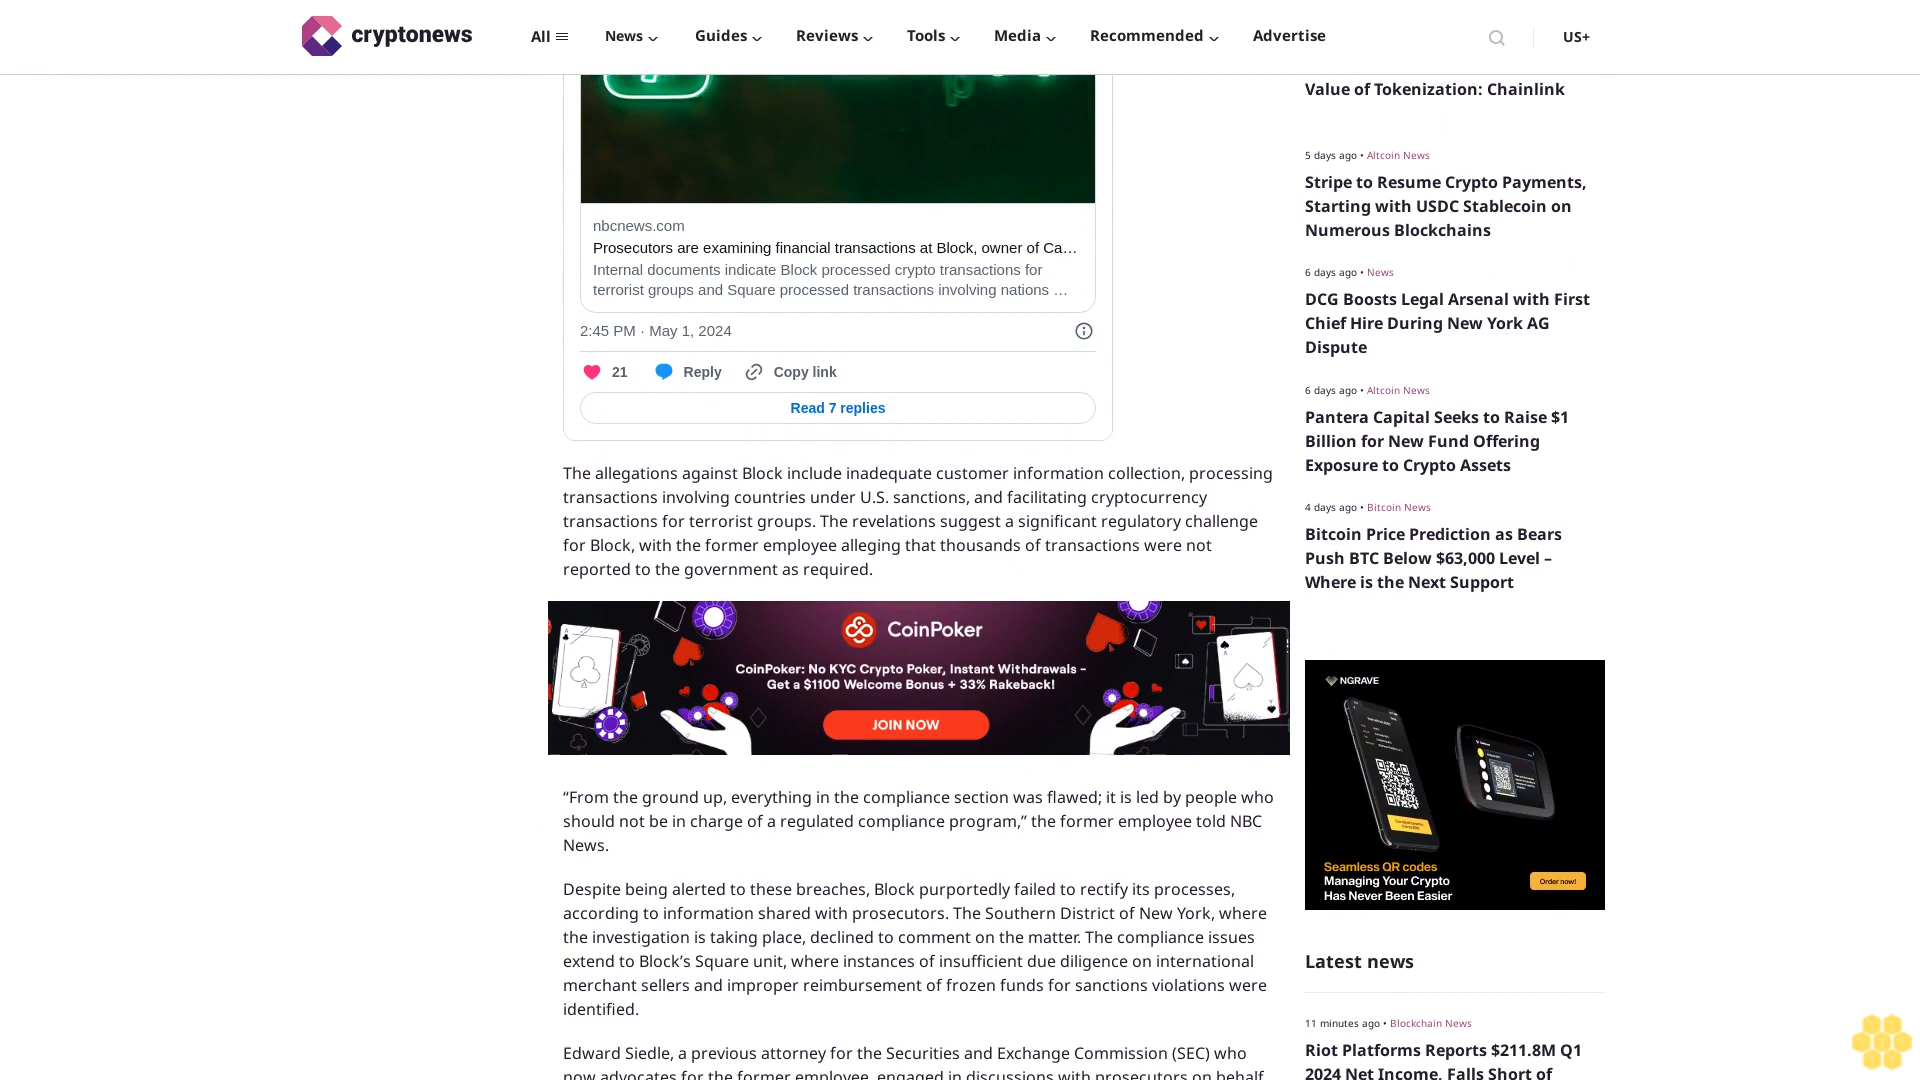 cryptonews
All
News
Guides
Reviews
Tools
Media
Recommended
Advertise
US+
nbcnews.com
Prosecutors are examining financial transactions at Block, owner of Ca…
Internal documents indicate Block processed crypto transactions for
terrorist groups and Square processed transactions involving nations …
2:45 PM · May 1, 2024
21
Reply
Copy link
Read 7 replies
The allegations against Block include inadequate customer information collection, processing
transactions involving countries under U.S. sanctions, and facilitating cryptocurrency
transactions for terrorist groups. The revelations suggest a significant regulatory challenge
for Block, with the former employee alleging that thousands of transactions were not
reported to the government as required.
CoinPoker
CoinPoker: No KYC Crypto Poker, Instant Withdrawals –
Get a $1100 Welcome Bonus + 33% Rakeback!
JOIN NOW
“From the ground up, everything in the compliance section was flawed; it is led by people who
should not be in charge of a regulated compliance program,” the former employee told NBC
News.
Despite being alerted to these breaches, Block purportedly failed to rectify its processes,
according to information shared with prosecutors. The Southern District of New York, where
the investigation is taking place, declined to comment on the matter. The compliance issues
extend to Block’s Square unit, where instances of insufficient due diligence on international
merchant sellers and improper reimbursement of frozen funds for sanctions violations were
identified.
Edward Siedle, a previous attorney for the Securities and Exchange Commission (SEC) who
now advocates for the former employee, engaged in discussions with prosecutors on behalf
Value of Tokenization: Chainlink
5 days ago • Altcoin News
Stripe to Resume Crypto Payments,
Starting with USDC Stablecoin on
Numerous Blockchains
6 days ago • News
DCG Boosts Legal Arsenal with First
Chief Hire During New York AG
Dispute
6 days ago • Altcoin News
Pantera Capital Seeks to Raise $1
Billion for New Fund Offering
Exposure to Crypto Assets
4 days ago • Bitcoin News
Bitcoin Price Prediction as Bears
Push BTC Below $63,000 Level –
Where is the Next Support
NGRAVE
Seamless QR codes
Managing Your Crypto
Has Never Been Easier
Order now!
Latest news
11 minutes ago • Blockchain News
Riot Platforms Reports $211.8M Q1
2024 Net Income, Falls Short of